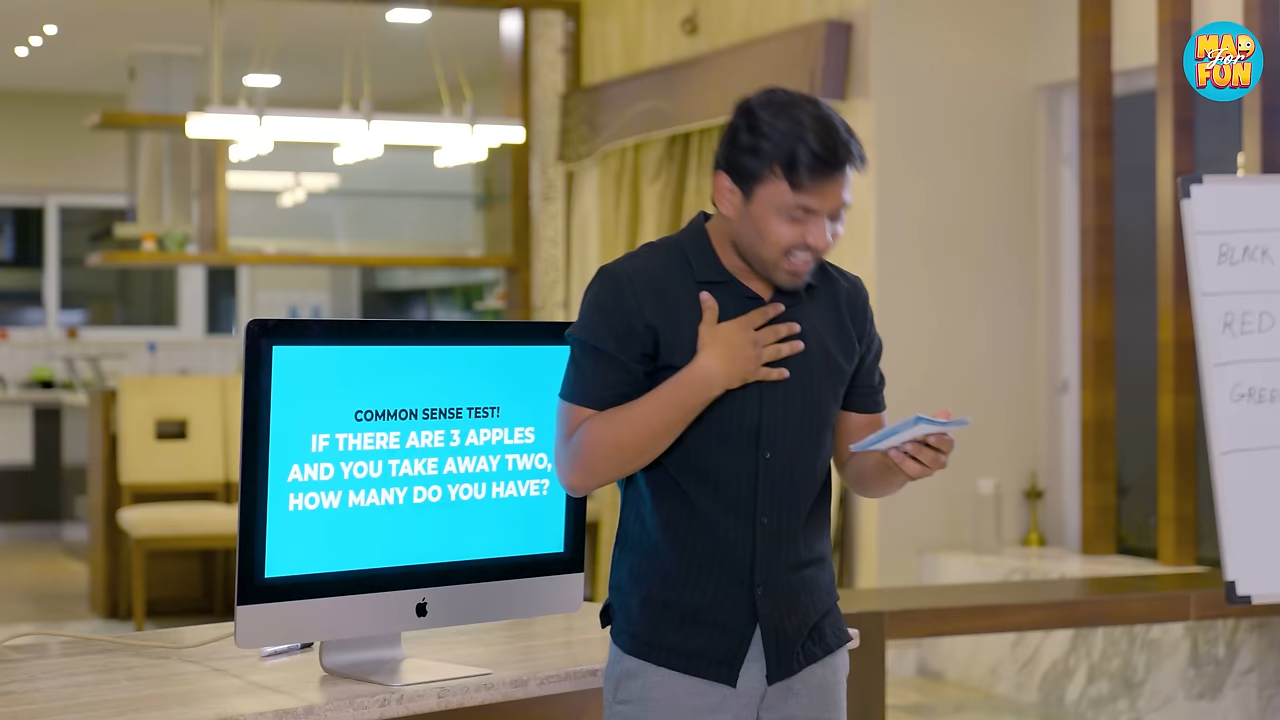 MAD
For
FUN
COMMON SENSE TEST!
IF THERE ARE 3 APPLES
AND YOU TAKE AWAY TWO,
HOW MANY DO YOU HAVE?
BLACK
RED
GREE